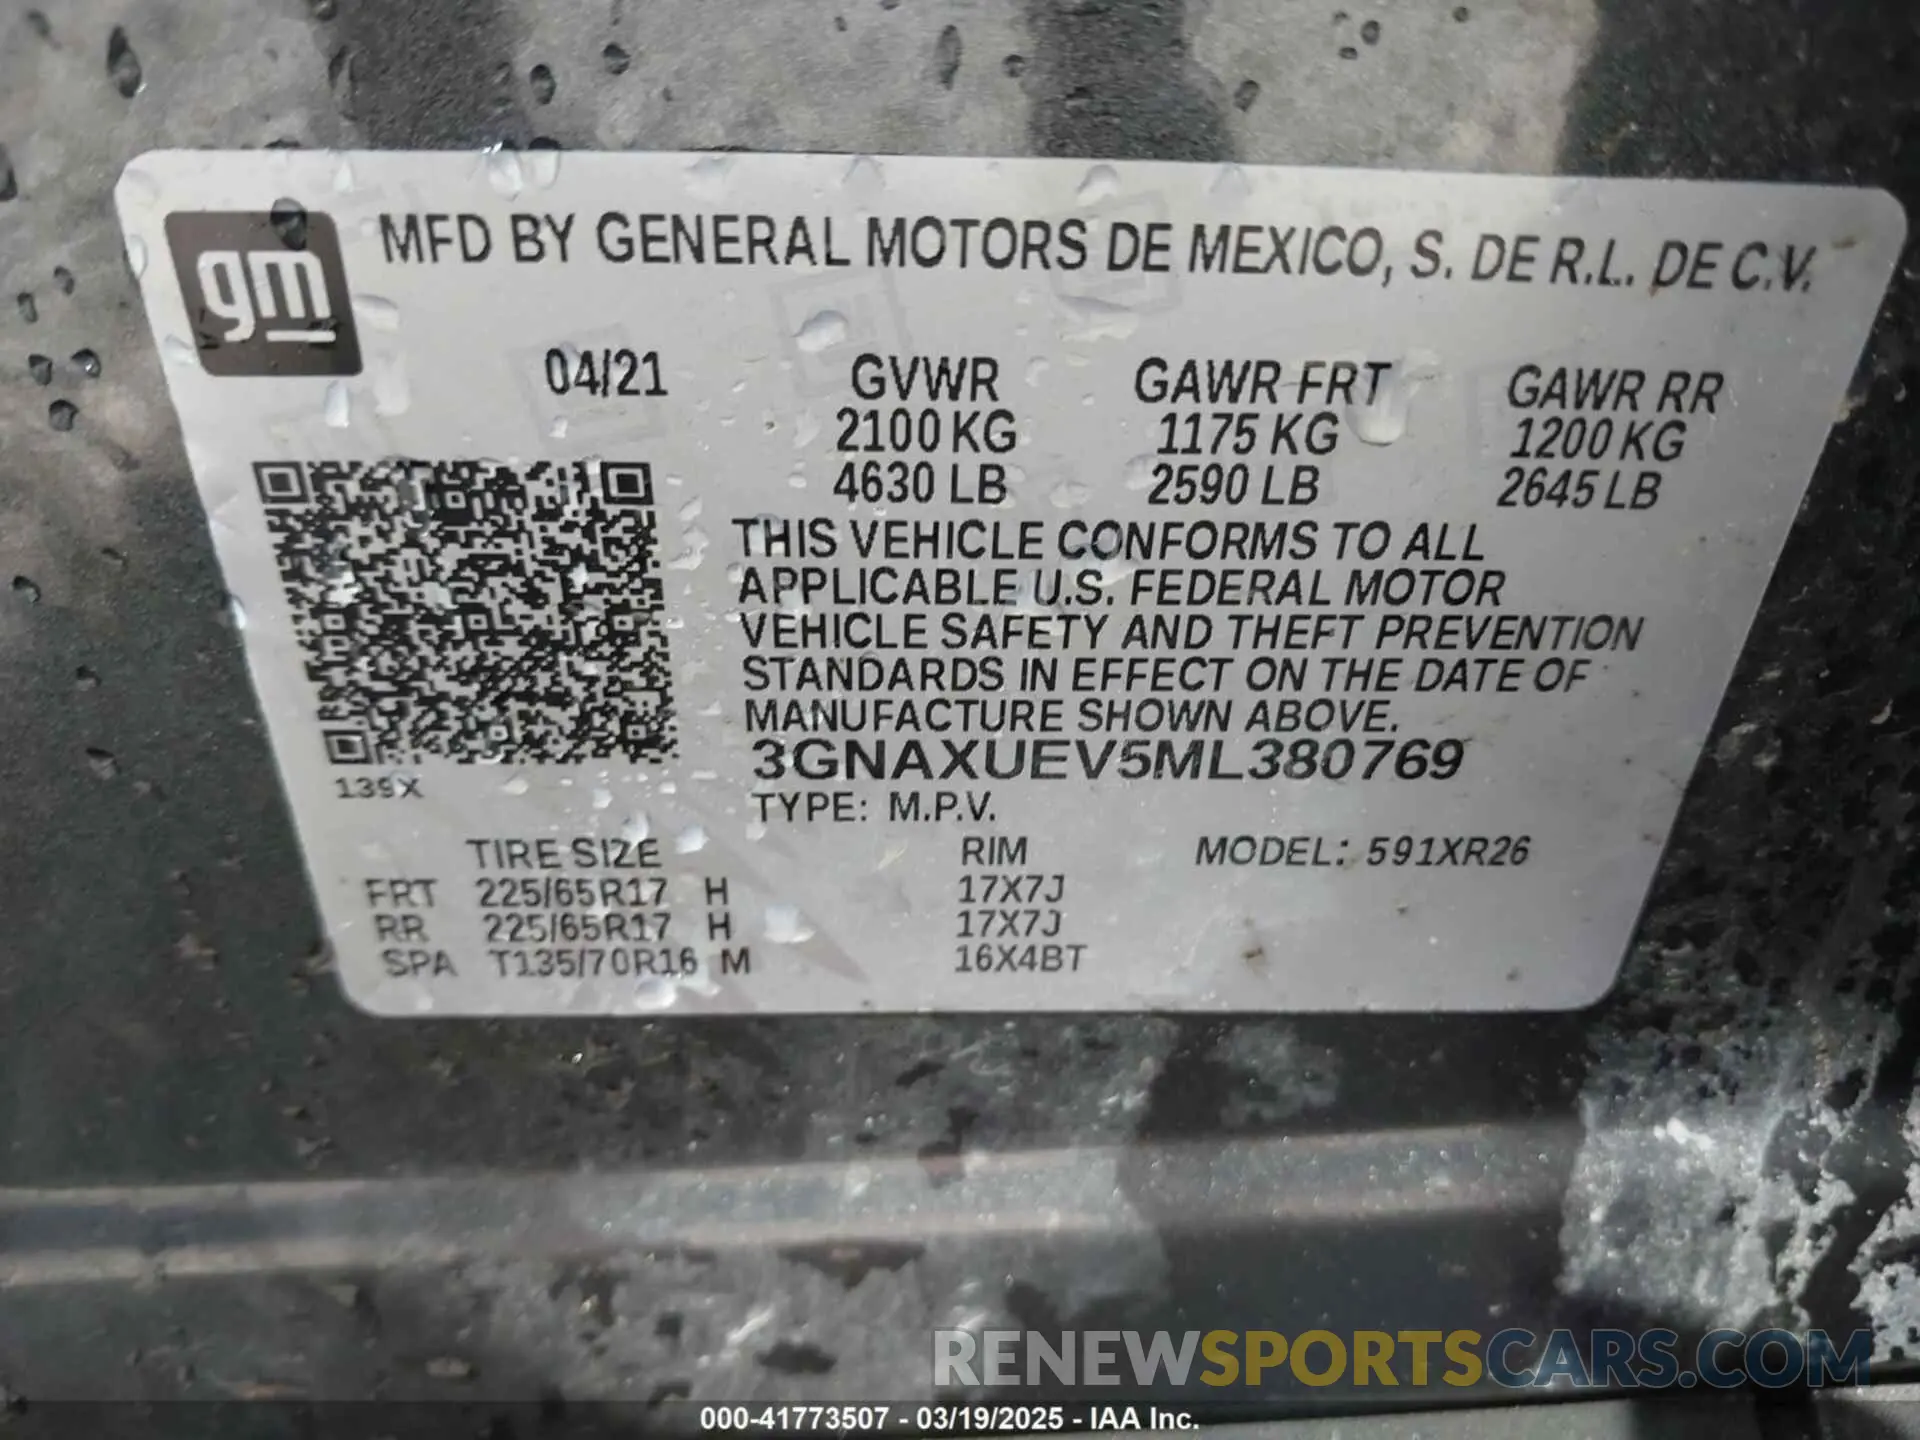 gm
MFD BY GENERAL MOTORS DE MEXICO, S. DE R.L. DE C.V.
04/21 GVWR GAWR FRT GAWR RR
2100 KG 1175 KG 1200 KG
4630 LB 2590 LB 2645 LB
THIS VEHICLE CONFORMS TO ALL
APPLICABLE U.S. FEDERAL MOTOR
VEHICLE SAFETY AND THEFT PREVENTION
STANDARDS IN EFFECT ON THE DATE OF
MANUFACTURE SHOWN ABOVE.
3GNAXUEV5ML380769
139X
TYPE: M.P.V.
TIRE SIZE RIM MODEL: 591XR26
FRT 225/65R17 H 17X7J
RR 225/65R17 H 17X7J
SPA T135/70R16 M 16X4BT
RENEWSPORTSCARS.COM
000-41773507 - 03/19/2025 - IAA Inc.